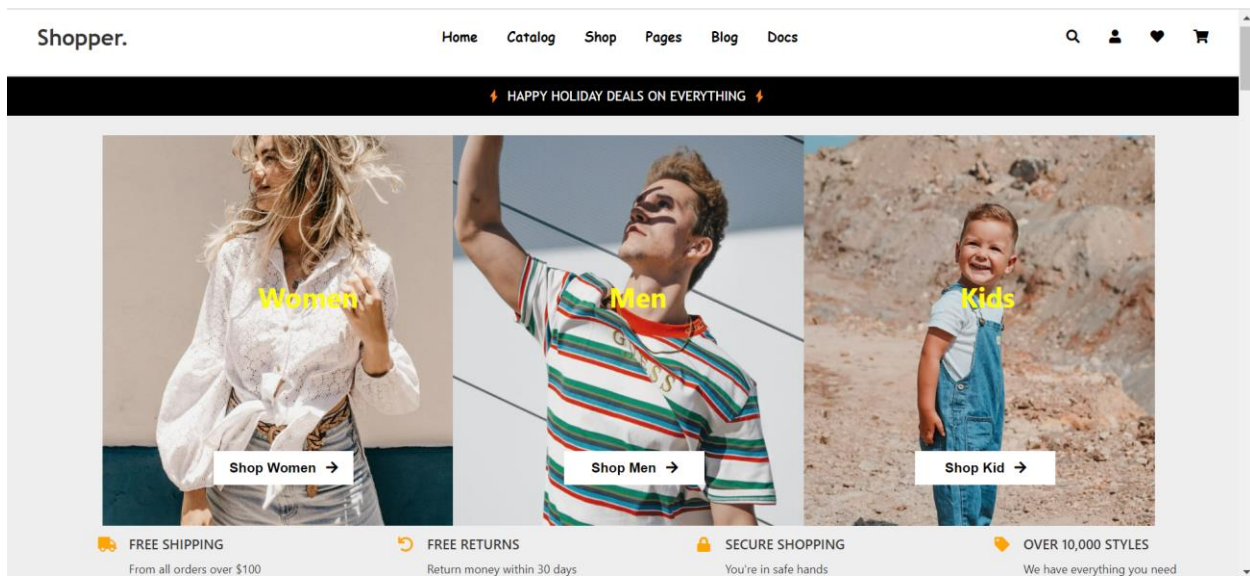 Shopper.
Home Catalog Shop Pages Blog Docs
HAPPY HOLIDAY DEALS ON EVERYTHING
Women
Men
Kids
GUESS
Shop Women →
Shop Men →
Shop Kid →
FREE SHIPPING
From all orders over $100
FREE RETURNS
Return money within 30 days
SECURE SHOPPING
You're in safe hands
OVER 10,000 STYLES
We have everything you need